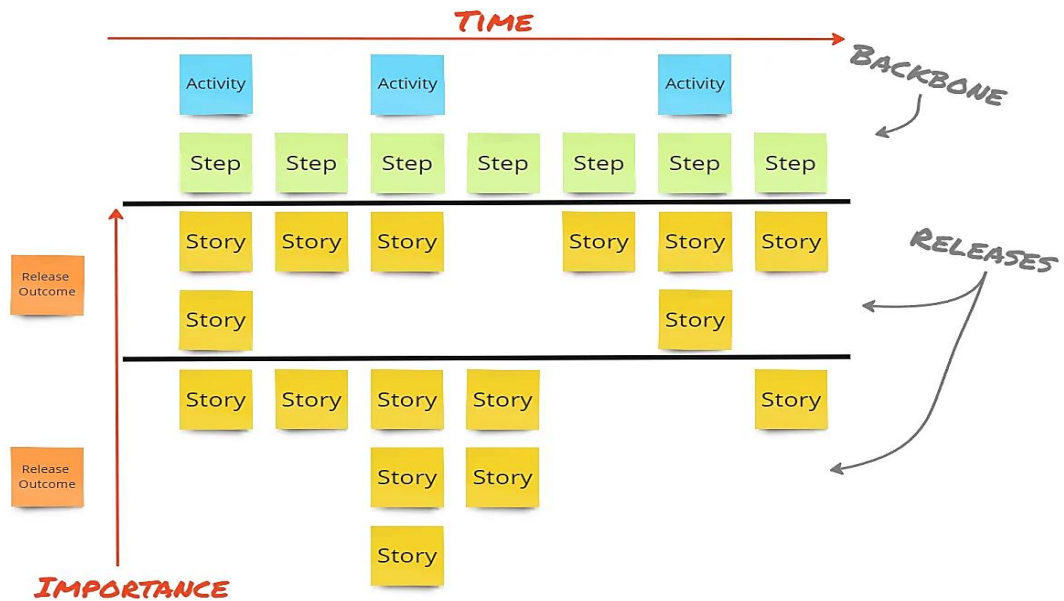 TIME
BACKBONE
Activity Activity Activity
Step Step Step Step Step Step Step
Story Story Story Story Story Story
RELEASES
Release
Outcome
Story Story
Story Story Story Story Story
Release
Outcome
Story Story
Story
IMPORTANCE